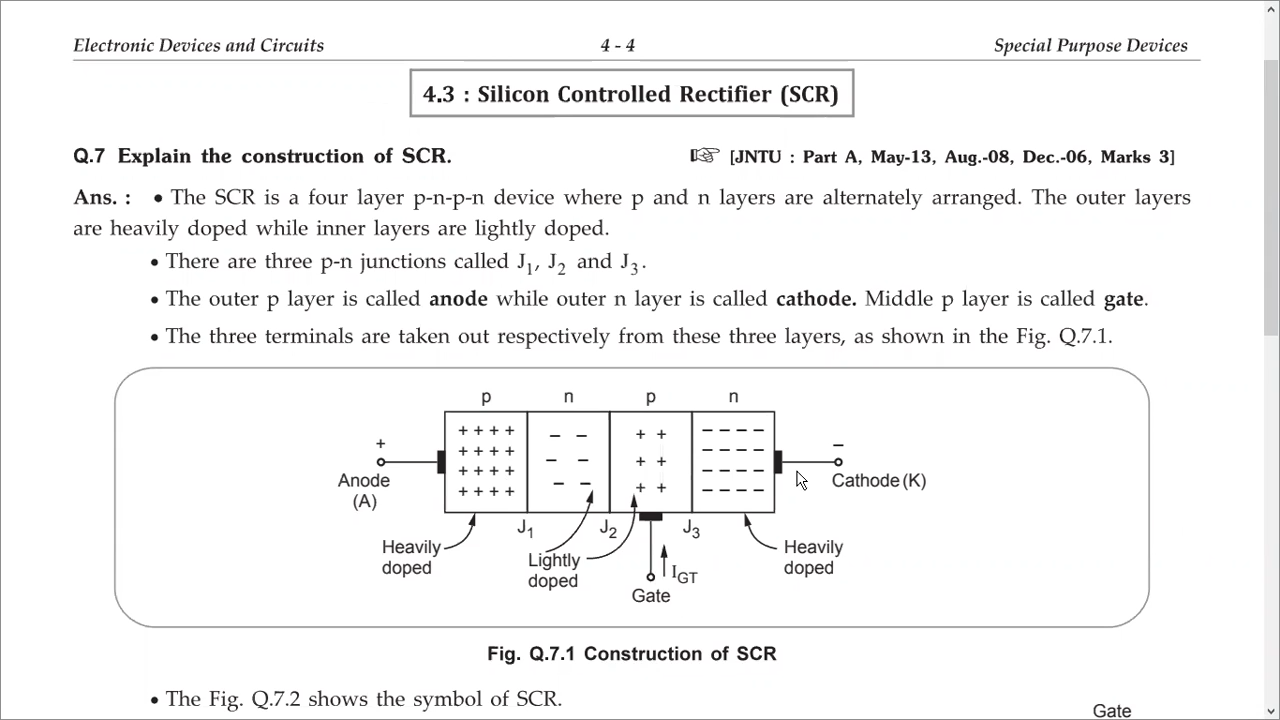 Electronic Devices and Circuits 4 - 4 Special Purpose Devices
4.3 : Silicon Controlled Rectifier (SCR)
Q.7 Explain the construction of SCR. [JNTU : Part A, May-13, Aug.-08, Dec.-06, Marks 3]
Ans. : • The SCR is a four layer p-n-p-n device where p and n layers are alternately arranged. The outer layers
are heavily doped while inner layers are lightly doped.
• There are three p-n junctions called J1, J2 and J3.
• The outer p layer is called anode while outer n layer is called cathode. Middle p layer is called gate.
• The three terminals are taken out respectively from these three layers, as shown in the Fig. Q.7.1.
p n p n
+ + + + + – – + + – – – –
+ + + + – – + + – – – –
+ + + + – – – – –
+ + + + – – + + – – – –
+ –
Anode
(A)
Cathode (K)
J1 J2 J3
Heavily
doped
Lightly
doped
IGT
Gate
Heavily
doped
Fig. Q.7.1 Construction of SCR
• The Fig. Q.7.2 shows the symbol of SCR.
Gate